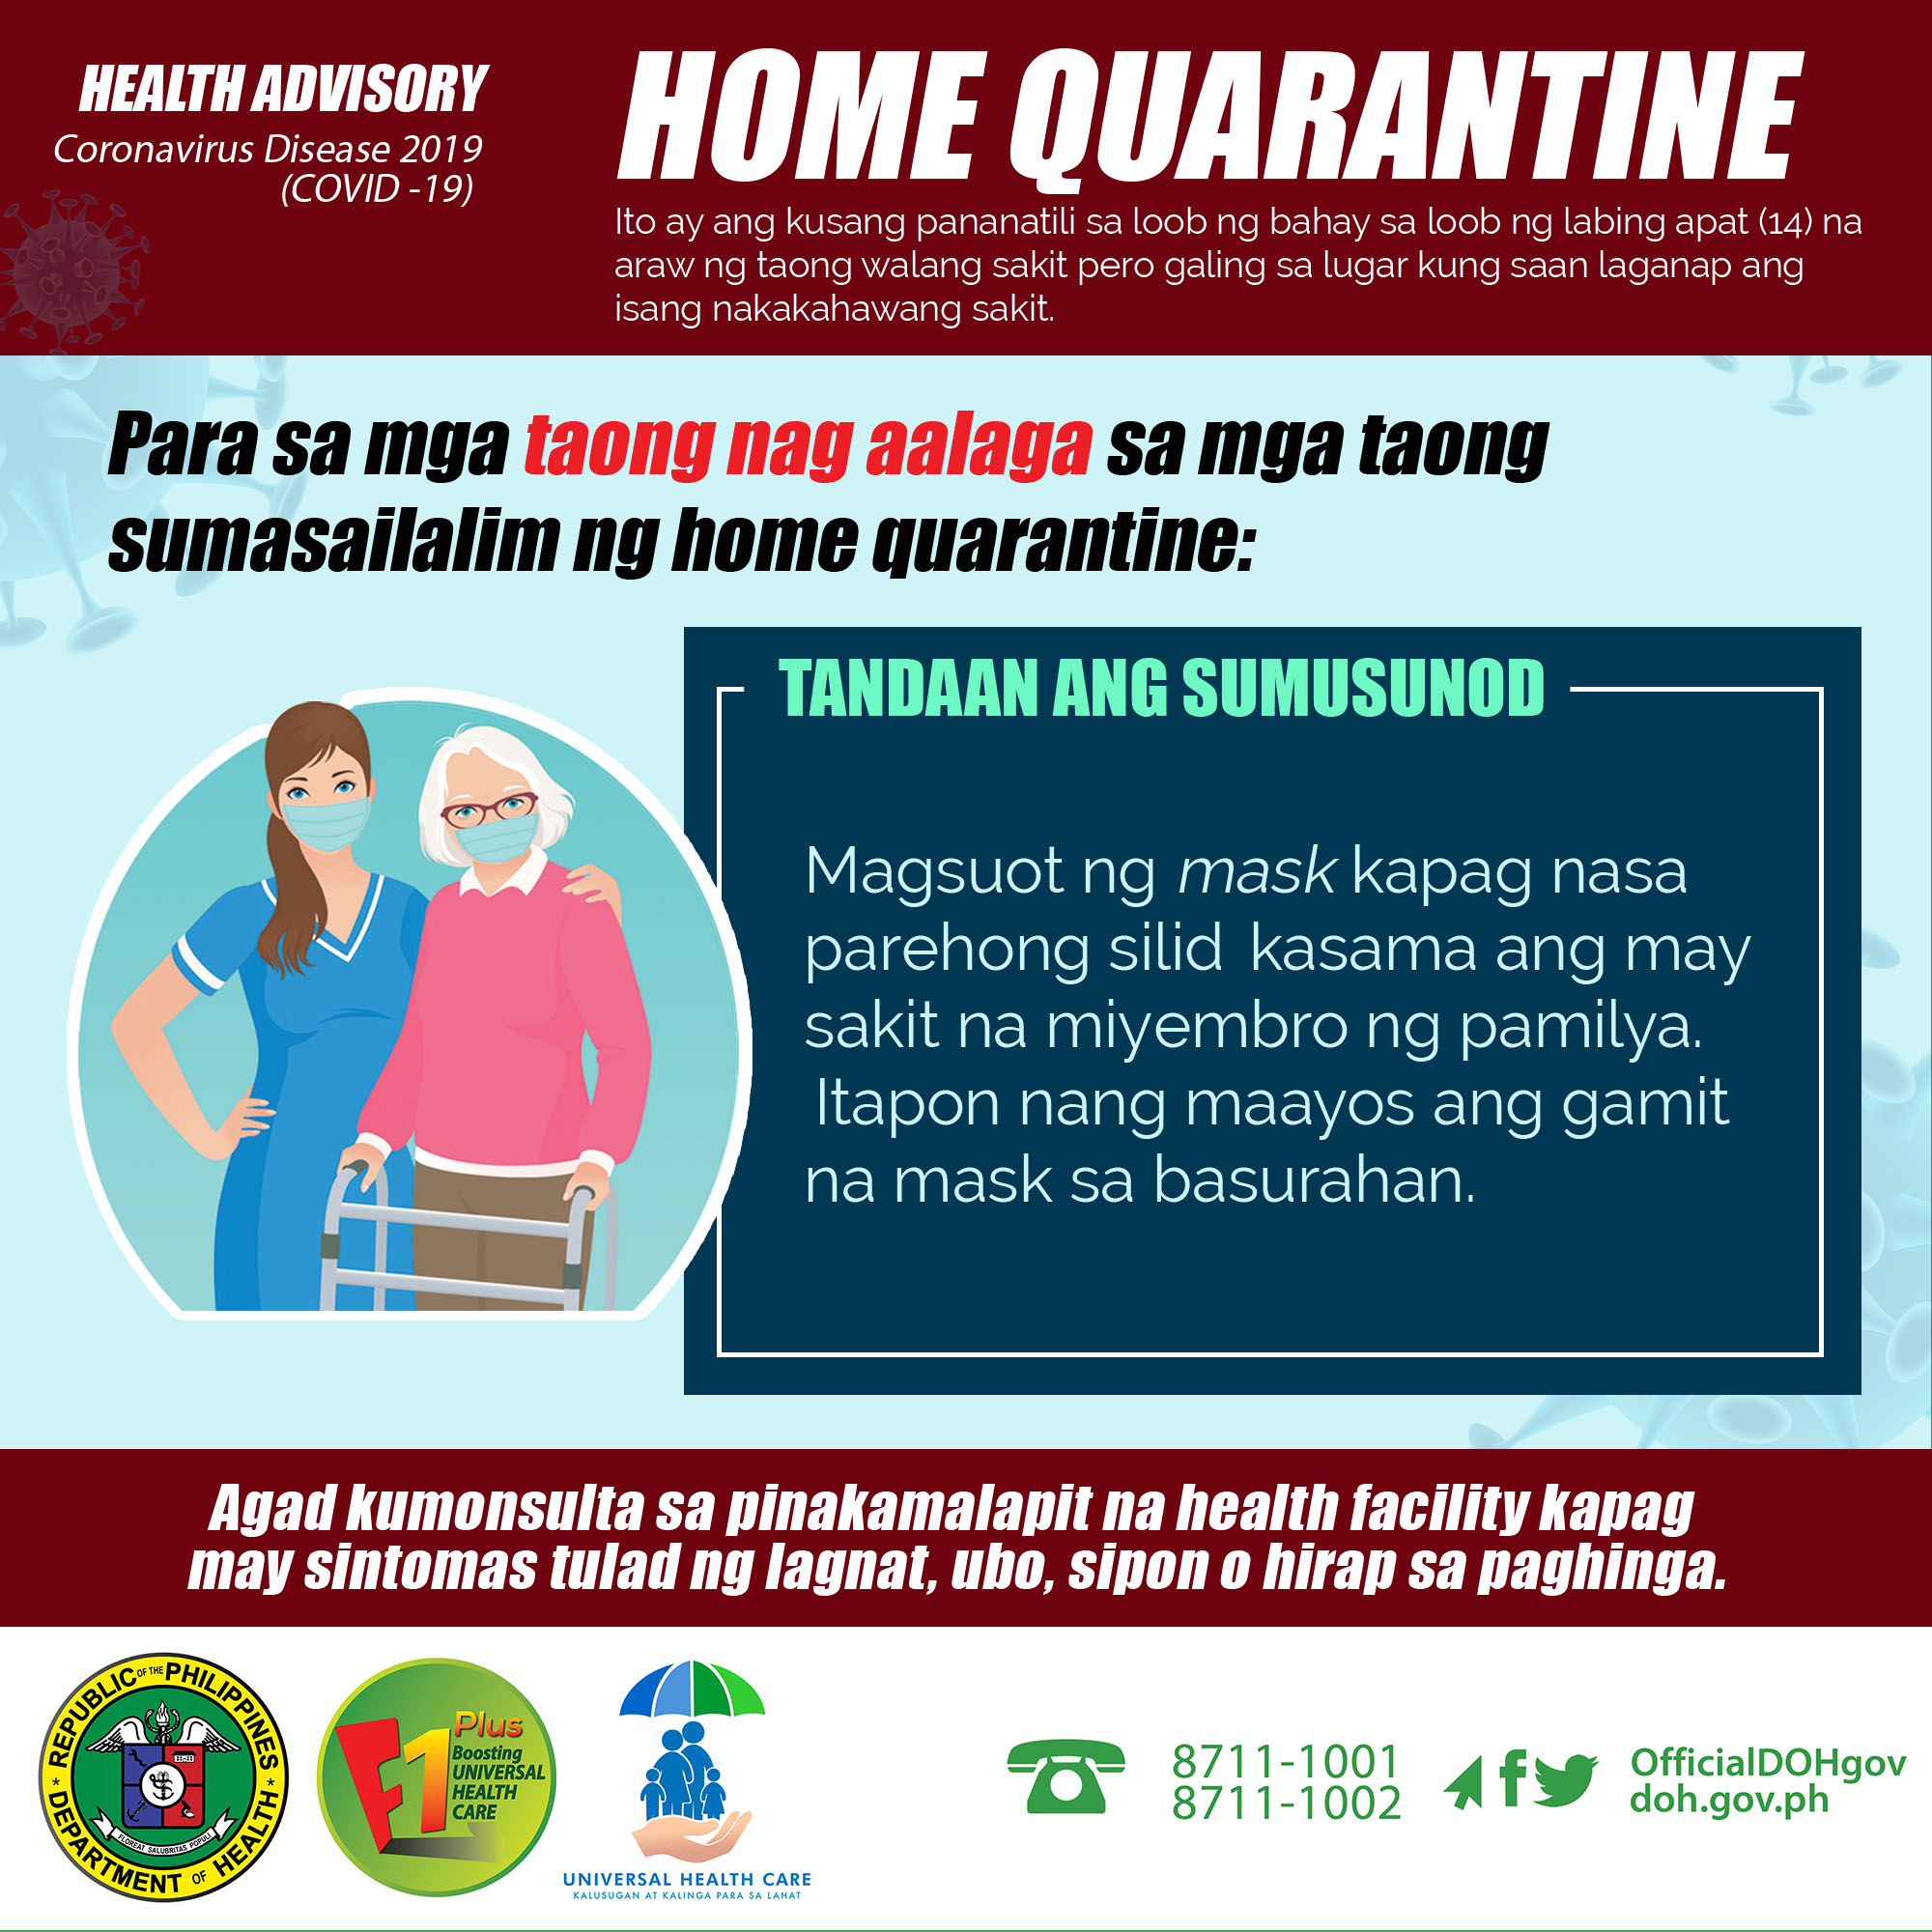 HEALTH ADVISORY
Coronavirus Disease 2019
(COVID -19)
HOME QUARANTINE
Ito ay ang kusang pananatili sa loob ng bahay sa loob ng labing apat (14) na
araw ng taong walang sakit pero galing sa lugar kung saan laganap ang
isang nakakahawang sakit.
Para sa mga taong nag aalaga sa mga taong
sumasailalim ng home quarantine:
TANDAAN ANG SUMUSUNOD
Magsuot ng mask kapag nasa
parehong silid kasama ang may
sakit na miyembro ng pamilya.
Itapon nang maayos ang gamit
na mask sa basurahan.
Agad kumonsulta sa pinakamalapit na health facility kapag
may sintomas tulad ng lagnat, ubo, sipon o hirap sa paghinga.
REPUBLIC OF THE PHILIPPINES
* DEPARTMENT OF HEALTH *
FLOREAT SALUBRITAS POPULI
F1 Plus
Boosting
UNIVERSAL
HEALTH
CARE
UNIVERSAL HEALTH CARE
KALUSUGAN AT KALINGA PARA SA LAHAT
8711-1001
8711-1002
OfficialDOHgov
doh.gov.ph